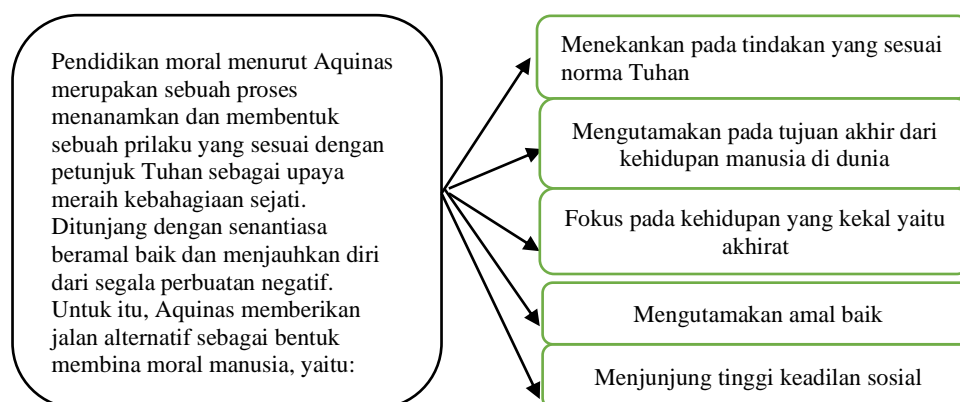 Pendidikan moral menurut Aquinas
merupakan sebuah proses
menanamkan dan membentuk
sebuah prilaku yang sesuai dengan
petunjuk Tuhan sebagai upaya
meraih kebahagiaan sejati.
Ditunjang dengan senantiasa
beramal baik dan menjauhkan diri
dari segala perbuatan negatif.
Untuk itu, Aquinas memberikan
jalan alternatif sebagai bentuk
membina moral manusia, yaitu:
Menekankan pada tindakan yang sesuai
norma Tuhan
Mengutamakan pada tujuan akhir dari
kehidupan manusia di dunia
Fokus pada kehidupan yang kekal yaitu
akhirat
Mengutamakan amal baik
Menjunjung tinggi keadilan sosial